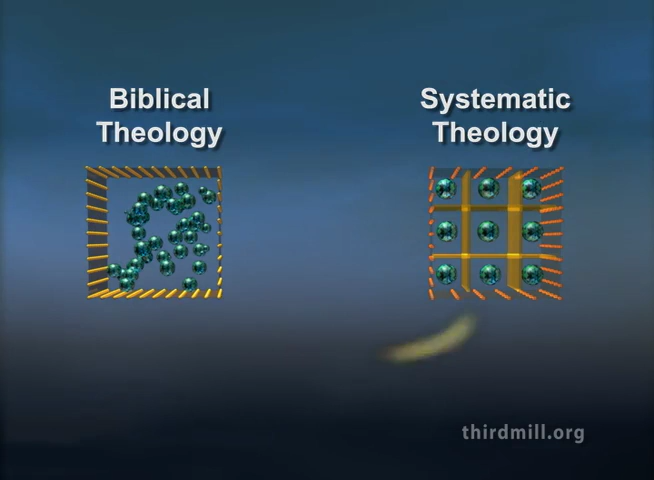 Biblical
Theology
Systematic
Theology
thirdmill.org